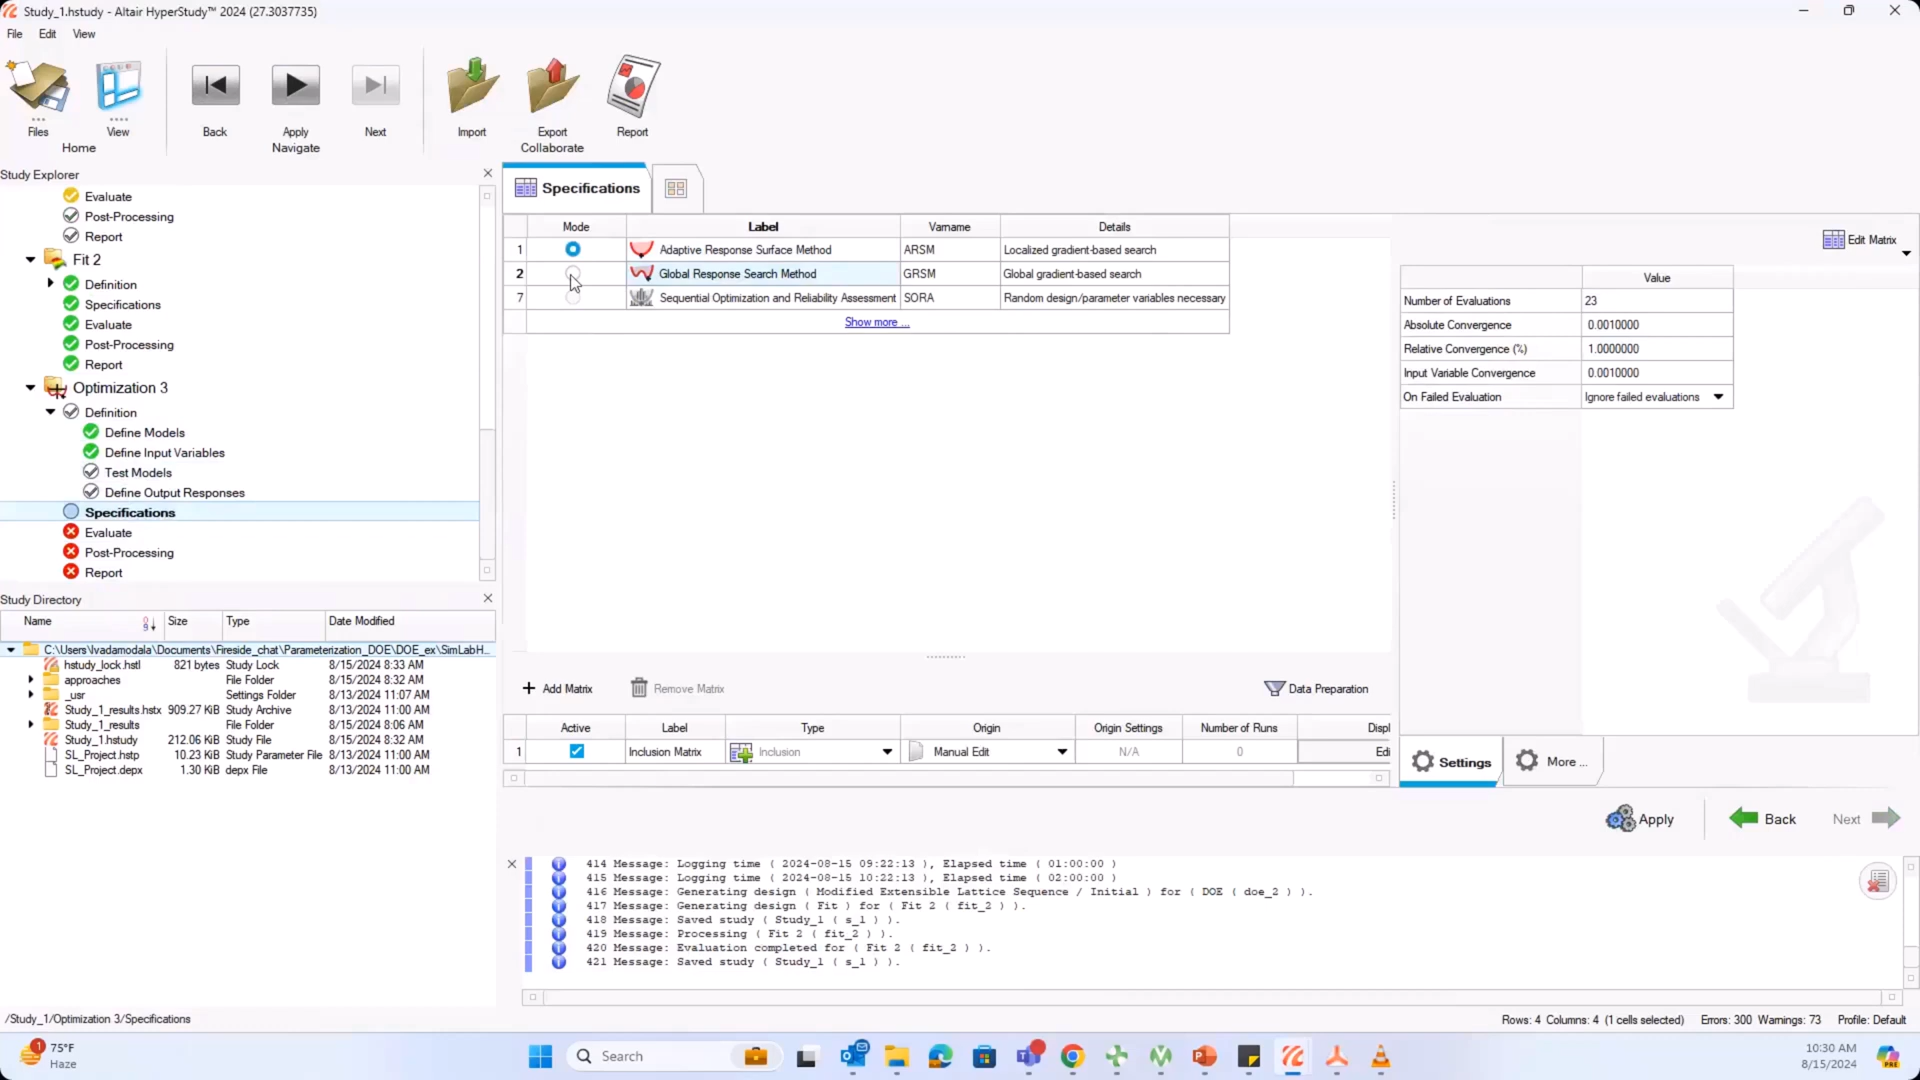 Study_1.hstudy - Altair HyperStudy™ 2024 (27.3037735)
File Edit View
Files View Back Apply Next Import Export Report
Home Navigate Collaborate
Study Explorer
Evaluate
Post-Processing
Report
Fit 2
Definition
Specifications
Evaluate
Post-Processing
Report
Optimization 3
Definition
Define Models
Define Input Variables
Test Models
Define Output Responses
Specifications
Evaluate
Post-Processing
Report
Study Directory
Name Size Type Date Modified
C:\Users\lvadamodala\Documents\Fireside_chat\Parameterization_DOE\DOE_ex\SimLabH...
hstudy_lock.hstl 821 bytes Study Lock 8/15/2024 8:33 AM
approaches File Folder 8/15/2024 8:32 AM
_usr Settings Folder 8/13/2024 11:07 AM
Study_1_results.hstx 909.27 KiB Study Archive 8/13/2024 11:00 AM
Study_1_results File Folder 8/15/2024 8:06 AM
Study_1.hstudy 212.06 KiB Study File 8/15/2024 8:32 AM
SL_Project.hstp 10.23 KiB Study Parameter File 8/13/2024 11:00 AM
SL_Project.depx 1.30 KiB depx File 8/13/2024 11:00 AM
Specifications
Mode Label Varname Details
1 Adaptive Response Surface Method ARSM Localized gradient-based search
2 Global Response Search Method GRSM Global gradient-based search
7 Sequential Optimization and Reliability Assessment SORA Random design/parameter variables necessary
Show more ...
Edit Matrix
Value
Number of Evaluations 23
Absolute Convergence 0.0010000
Relative Convergence (%) 1.0000000
Input Variable Convergence 0.0010000
On Failed Evaluation Ignore failed evaluations
Add Matrix Remove Matrix Data Preparation
Active Label Type Origin Origin Settings Number of Runs Displ
1 Inclusion Matrix Inclusion Manual Edit N/A 0 Edi
Settings More ...
Apply Back Next
414 Message: Logging time ( 2024-08-15 09:22:13 ), Elapsed time ( 01:00:00 )
415 Message: Logging time ( 2024-08-15 10:22:13 ), Elapsed time ( 02:00:00 )
416 Message: Generating design ( Modified Extensible Lattice Sequence / Initial ) for ( DOE ( doe_2 ) ).
417 Message: Generating design ( Fit ) for ( Fit 2 ( fit_2 ) ).
418 Message: Saved study ( Study_1 ( s_1 ) ).
419 Message: Processing ( Fit 2 ( fit_2 ) ).
420 Message: Evaluation completed for ( Fit 2 ( fit_2 ) ).
421 Message: Saved study ( Study_1 ( s_1 ) ).
/Study_1/Optimization 3/Specifications
Rows: 4 Columns: 4 (1 cells selected) Errors: 300 Warnings: 73 Profile: Default
1
75°F
Haze
Search
PRE
10:30 AM
8/15/2024